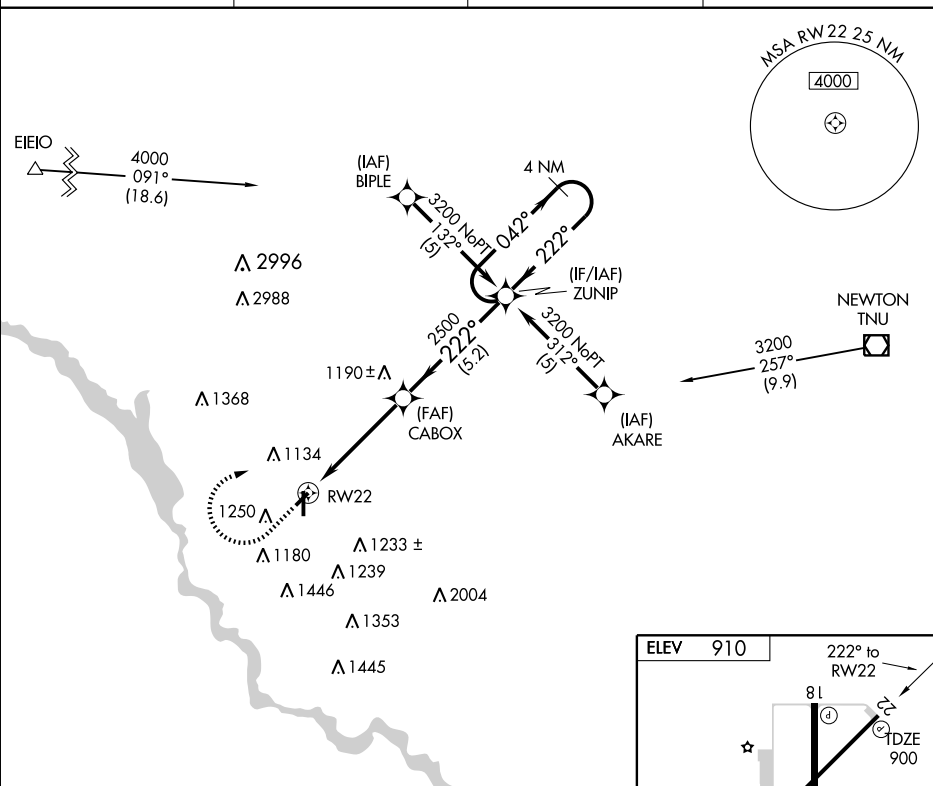 MSA RW22 25 NM
4000
EIEIO
4000
091°
(18.6)
(IAF)
BIPLE
4 NM
3200 NoPT
132°
(5)
042°
222°
2996
2988
(IF/IAF)
ZUNIP
NEWTON
TNU
3200
257°
(9.9)
2500
222°
(5.2)
3200 NoPT
312°
(5)
1190±
1368
(FAF)
CABOX
(IAF)
AKARE
1134
RW22
1250
1180
1233 ±
1239
1446
2004
1353
1445
ELEV 910
222° to
RW22
18
22
P
P
TDZE
900